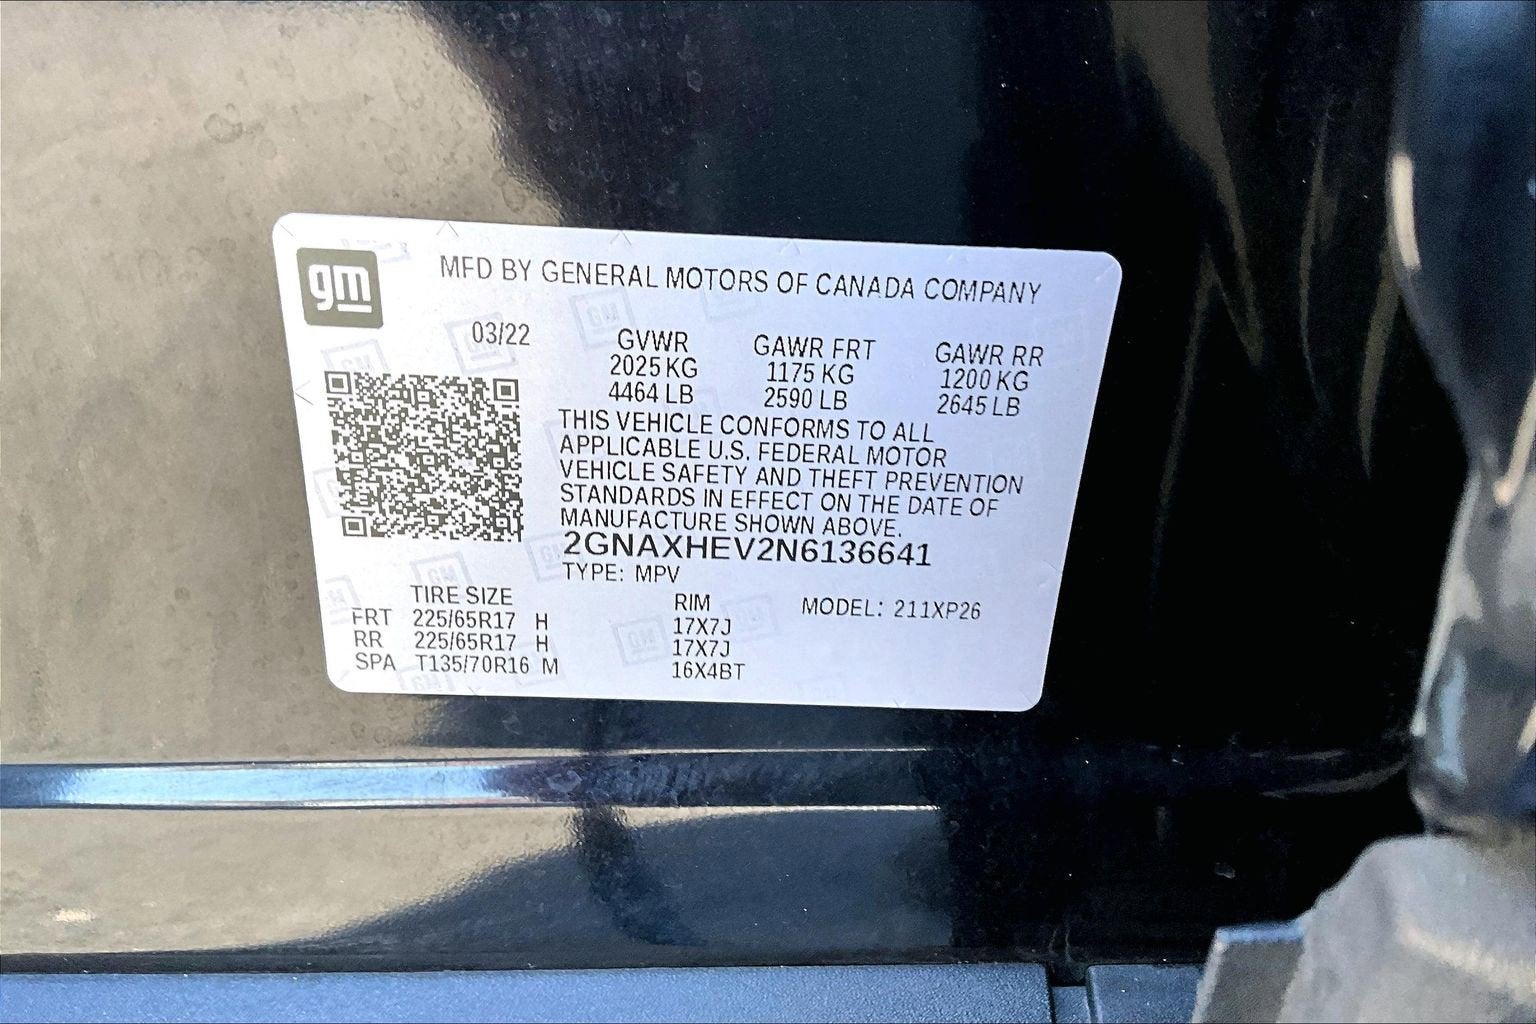 gm
MFD BY GENERAL MOTORS OF CANADA COMPANY
03/22
GVWR GAWR FRT GAWR RR
2025 KG 1175 KG 1200 KG
4464 LB 2590 LB 2645 LB
THIS VEHICLE CONFORMS TO ALL
APPLICABLE U.S. FEDERAL MOTOR
VEHICLE SAFETY AND THEFT PREVENTION
STANDARDS IN EFFECT ON THE DATE OF
MANUFACTURE SHOWN ABOVE.
2GNAXHEV2N6136641
TYPE: MPV
TIRE SIZE RIM MODEL: 211XP26
FRT 225/65R17 H 17X7J
RR 225/65R17 H 17X7J
SPA T135/70R16 M 16X4BT